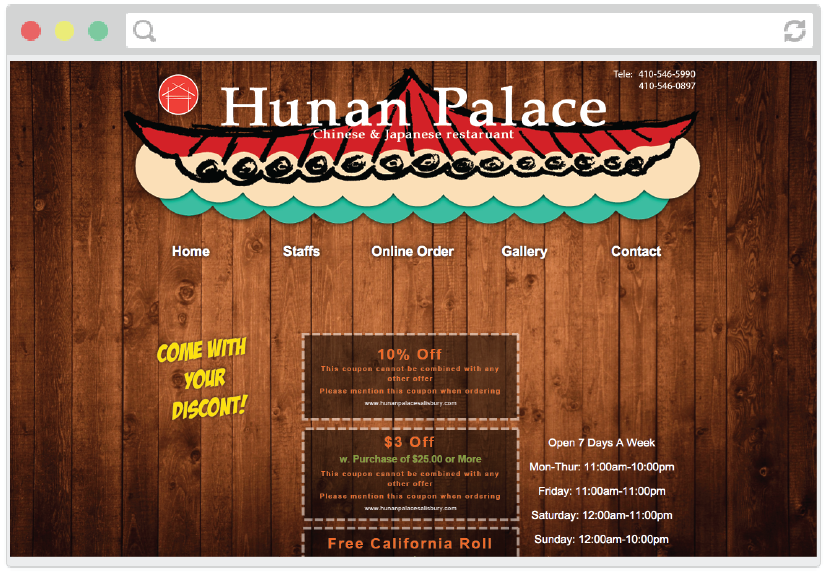 Tele: 410-546-5990
410-546-0897
Hunan Palace
Chinese & Japanese restaruant
Home Staffs Online Order Gallery Contact
COME WITH
YOUR
DISCONT!
10% Off
This coupon cannot be combined with any
other offer
Please mention this coupon when ordering
www.hunanpalacesalisbury.com
$3 Off
w. Purchase of $25.00 or More
This coupon cannot be combined with any
other offer
Please mention this coupon when ordering
www.hunanpalacesalisbury.com
Free California Roll
Open 7 Days A Week
Mon-Thur: 11:00am-10:00pm
Friday: 11:00am-11:00pm
Saturday: 12:00am-11:00pm
Sunday: 12:00am-10:00pm